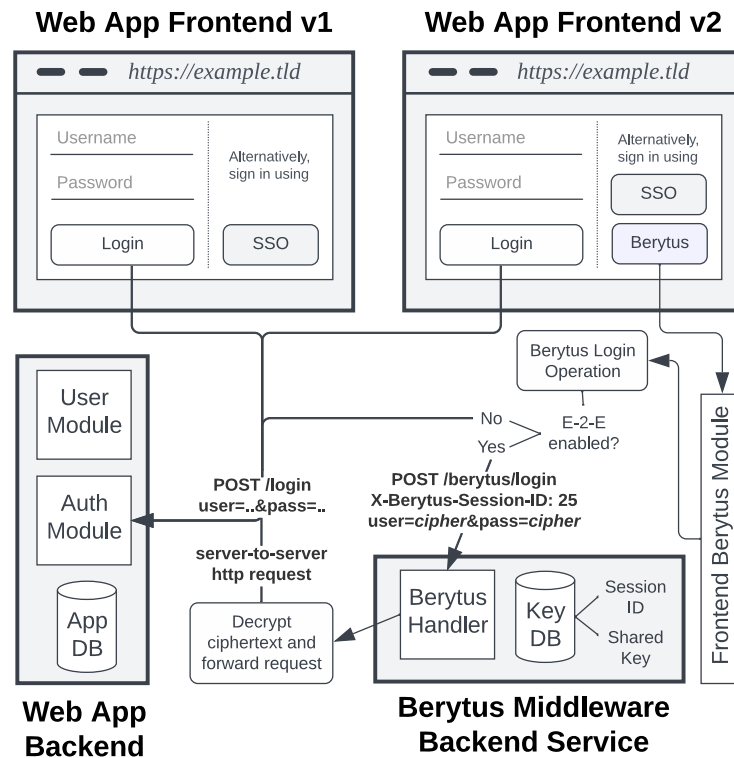 Web App Frontend v1
https://example.tld
Username
Password
Login
Alternatively,
sign in using
SSO
Web App Frontend v2
https://example.tld
Username
Password
Login
Alternatively,
sign in using
SSO
Berytus
User
Module
Auth
Module
App
DB
Web App
Backend
POST /login
user=..&pass=..
server-to-server
http request
Decrypt
ciphertext and
forward request
Berytus Login
Operation
E-2-E
enabled?
No
Yes
POST /berytus/login
X-Berytus-Session-ID: 25
user=cipher&pass=cipher
Berytus
Handler
Key
DB
Session
ID
Shared
Key
Berytus Middleware
Backend Service
Frontend Berytus Module